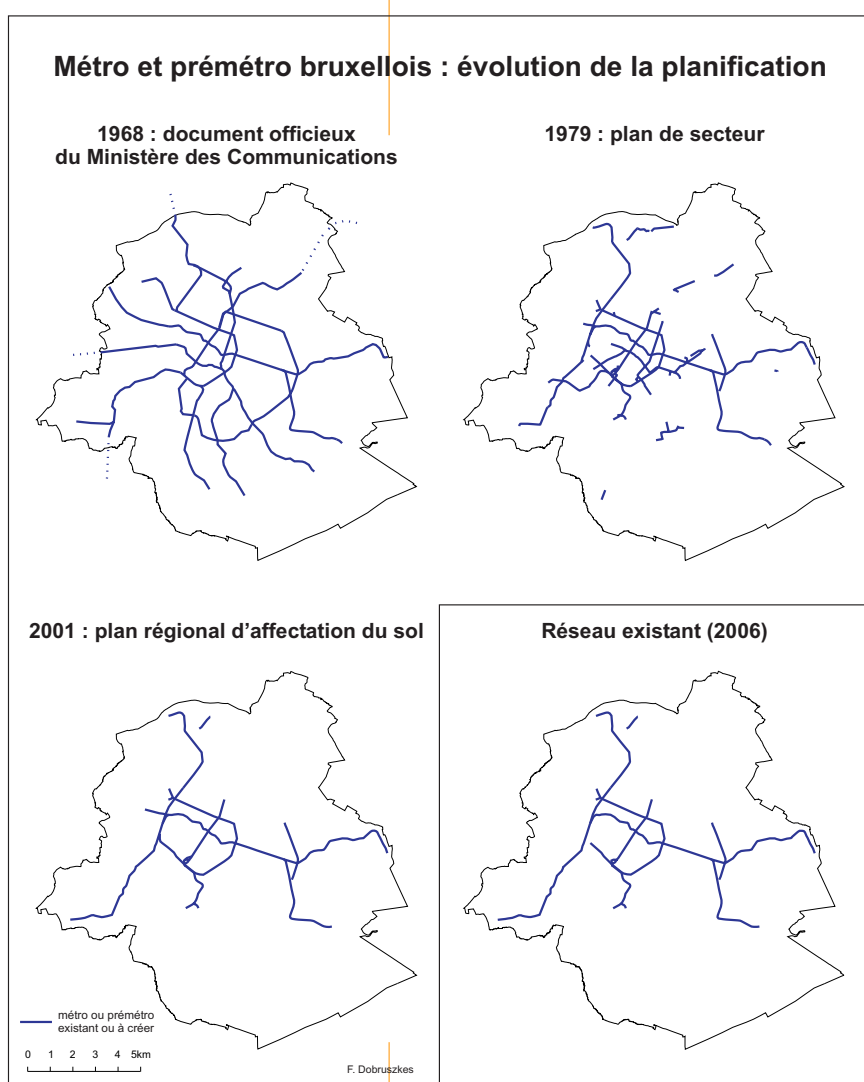 Métro et prémétro bruxellois : évolution de la planification
1968 : document officieux
du Ministère des Communications
1979 : plan de secteur
2001 : plan régional d'affectation du sol
Réseau existant (2006)
métro ou prémétro
existant ou à créer
0 1 2 3 4 5km
F. Dobruszkes